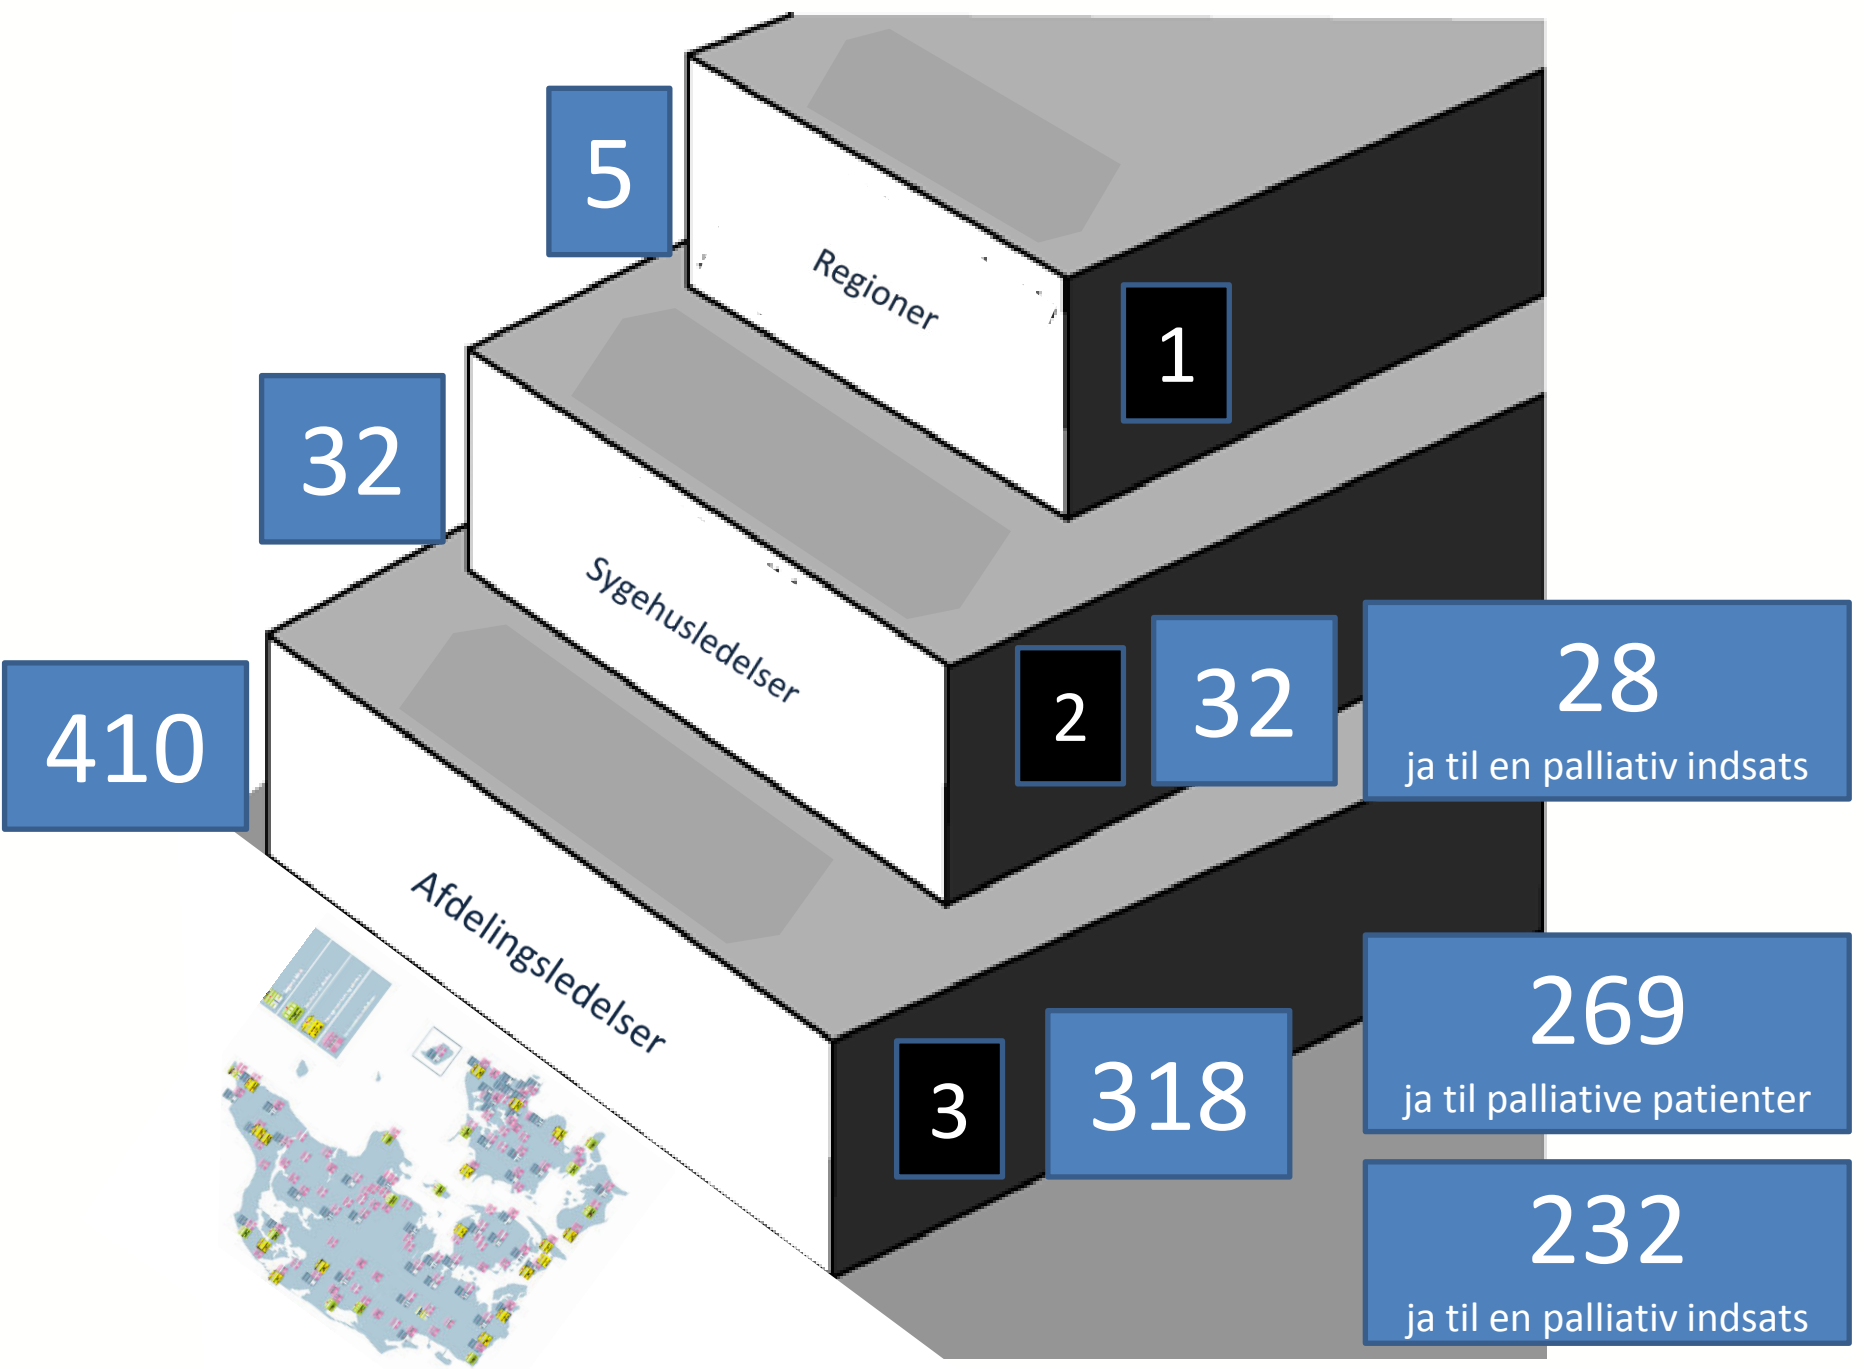 5
Regioner
1
32
Sygehusledelser
2
32
28
ja til en palliativ indsats
410
Afdelingsledelser
3
318
269
ja til palliative patienter
232
ja til en palliativ indsats